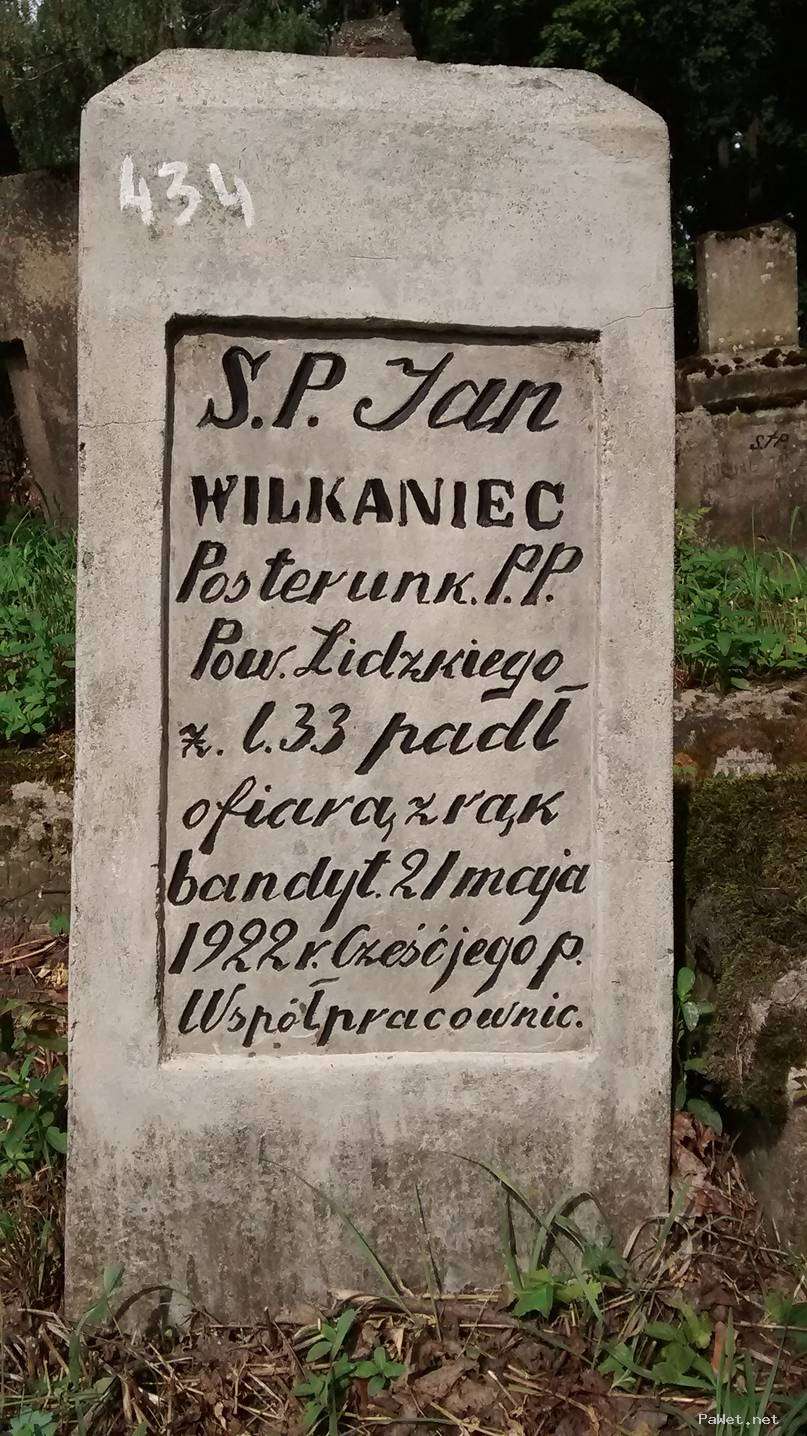 434
S.P. Jan
WILKANIEC
Posterunk. P.P.
Pow. Lidzkiego
ż. l. 33 padł
ofiarą z rąk
bandyt. 21 maja
1922 r. Cześć jego p.
Współpracownic.
S†P
PaWet.net